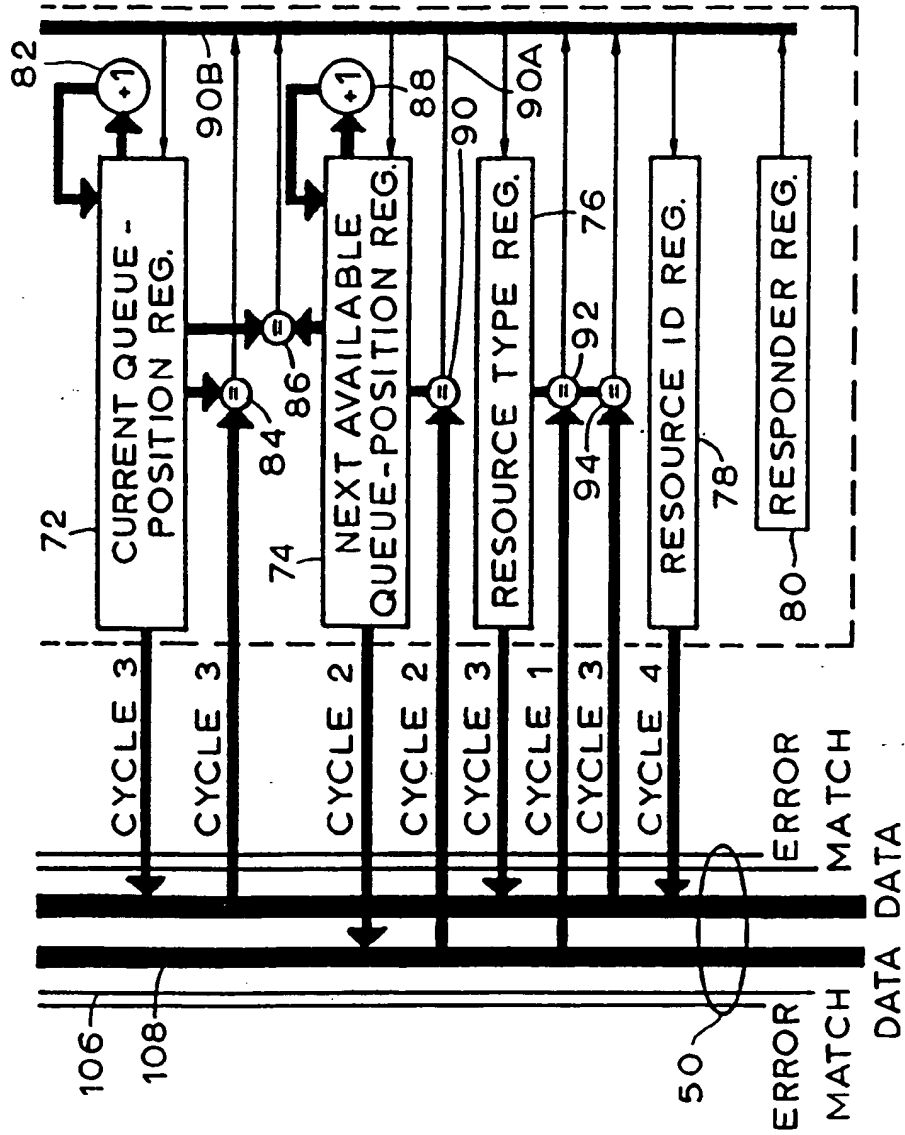 82
+ 1
72
CURRENT QUEUE -
POSITION REG.
90B
CYCLE 3
=
84
CYCLE 3
=
86
88
+ 1
74
NEXT AVAILABLE
QUEUE-POSITION REG.
CYCLE 2
=
90
CYCLE 2
90A
RESOURCE TYPE REG.
76
CYCLE 3
=
92
CYCLE 1
=
94
CYCLE 3
RESOURCE ID REG.
78
CYCLE 4
RESPONDER REG.
80
106
108
50
ERROR
MATCH
DATA
DATA
MATCH
ERROR